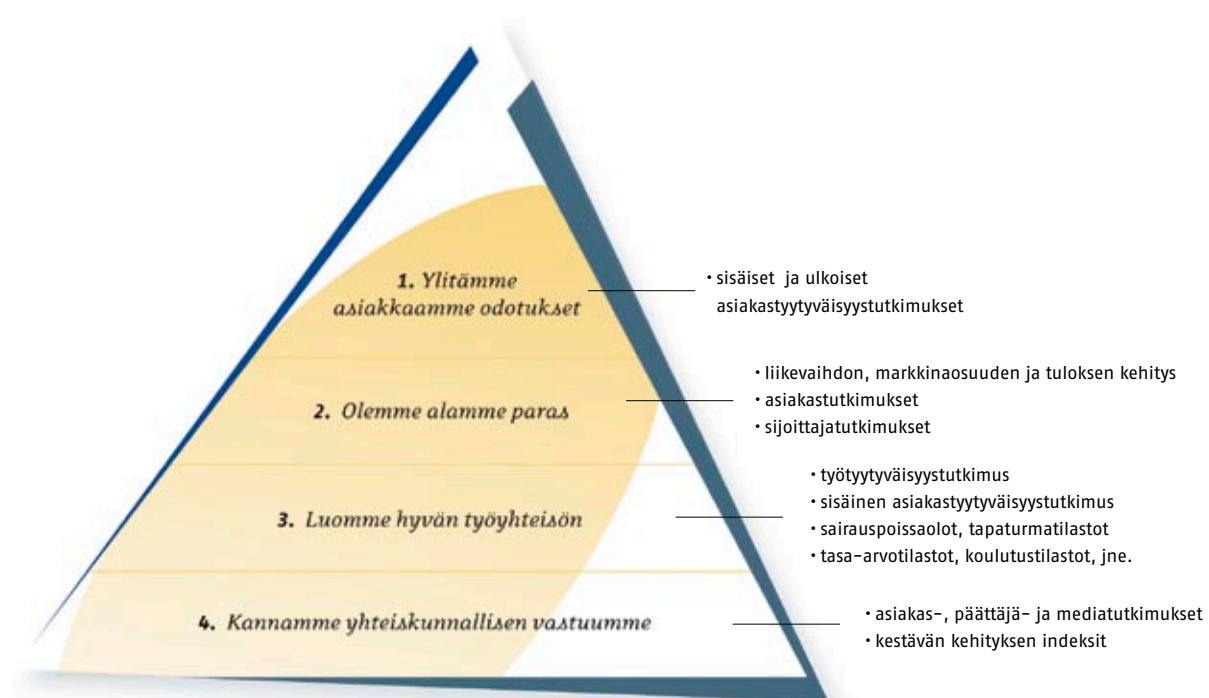 1. Ylitämme
asiakkaamme odotukset
• sisäiset ja ulkoiset
asiakastyytyväisyystutkimukset
2. Olemme alamme paras
• liikevaihdon, markkinaosuuden ja tuloksen kehitys
• asiakastutkimukset
• sijoittajatutkimukset
3. Luomme hyvän työyhteisön
• työtyytyväisyystutkimus
• sisäinen asiakastyytyväisyystutkimus
• sairauspoissaolot, tapaturmatilastot
• tasa-arvotilastot, koulutustilastot, jne.
4. Kannamme yhteiskunnallisen vastuumme
• asiakas-, päättäjä- ja mediatutkimukset
• kestävän kehityksen indeksit